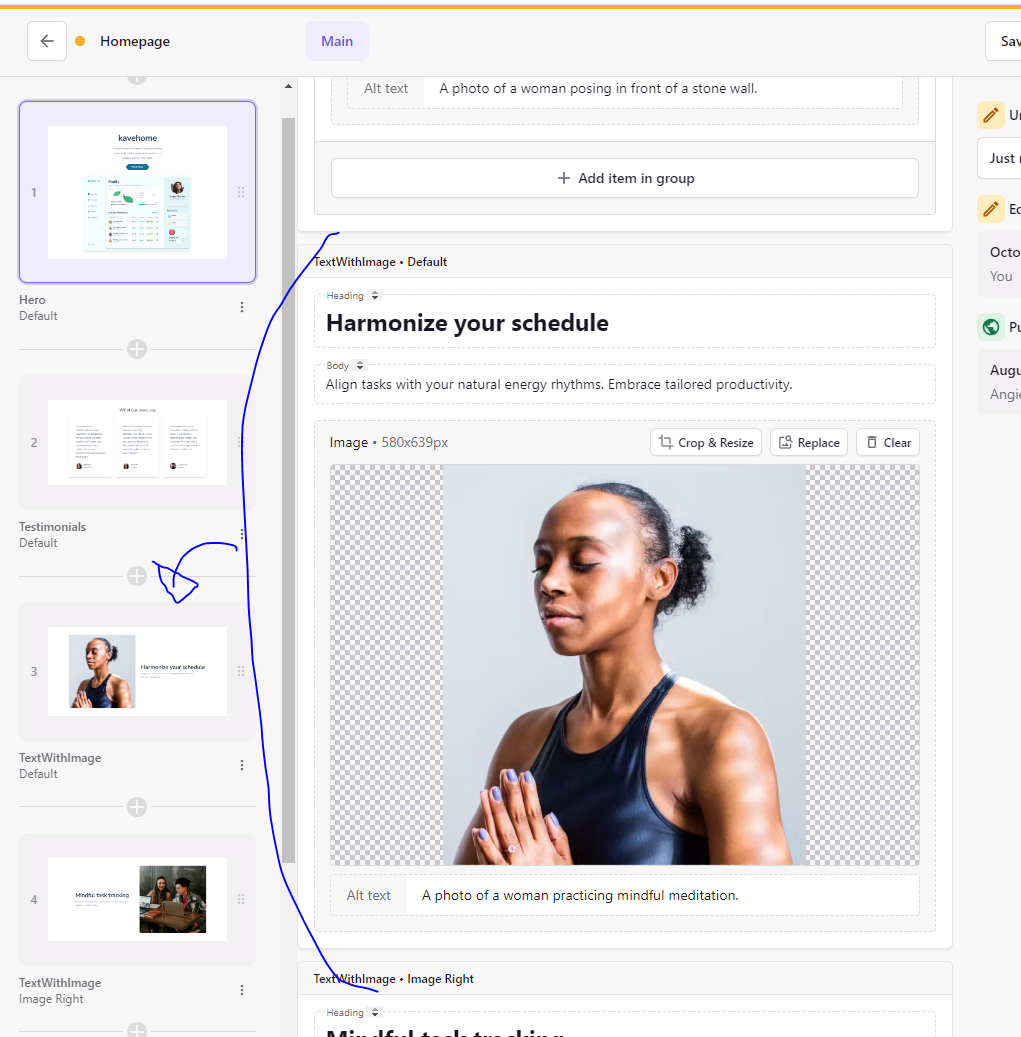 Homepage
Main
Sav
1
kavehome
Hero
Default
2
What our users say
Testimonials
Default
3
Harmonize your schedule
TextWithImage
Default
4
Mindful task tracking
TextWithImage
Image Right
Alt text
A photo of a woman posing in front of a stone wall.
Add item in group
TextWithImage • Default
Heading
Harmonize your schedule
Body
Align tasks with your natural energy rhythms. Embrace tailored productivity.
Image • 580x639px
Crop & Resize
Replace
Clear
Alt text
A photo of a woman practicing mindful meditation.
TextWithImage • Image Right
Heading
Mindful task tracking
Just
Octo
You
Augu
Angie